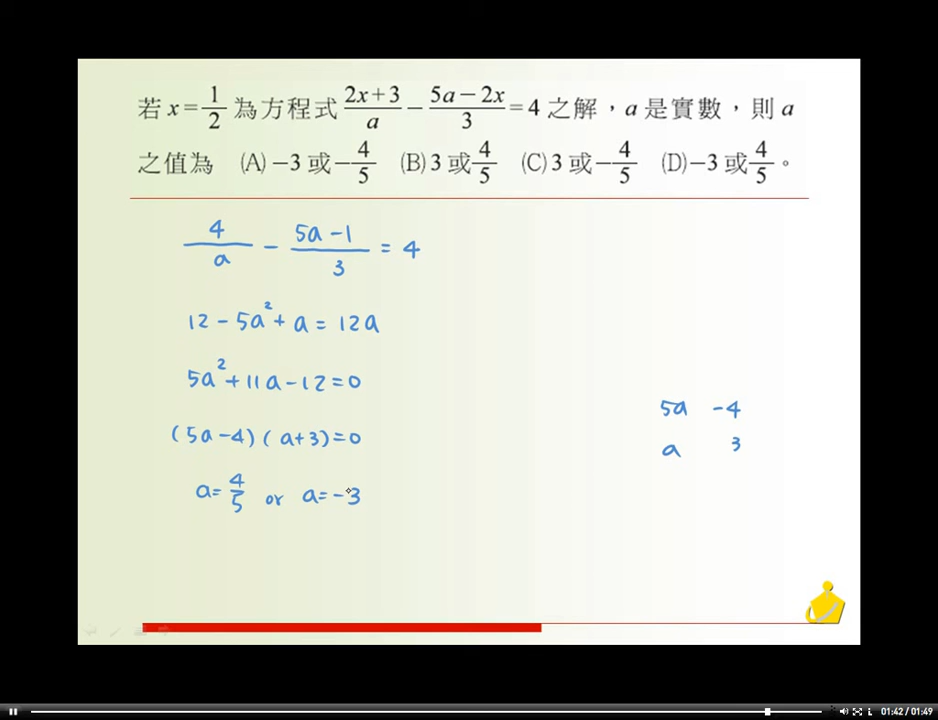 若 x = 1/2 為方程式 (2x+3)/a − (5a−2x)/3 = 4 之解，a 是實數，則 a
之值為 (A) −3 或 −4/5 (B) 3 或 4/5 (C) 3 或 −4/5 (D) −3 或 4/5。
4/a − (5a−1)/3 = 4
12 − 5a² + a = 12a
5a² + 11a − 12 = 0
(5a−4)(a+3) = 0
5a −4
a 3
a = 4/5 or a = −3
01:42 / 01:49